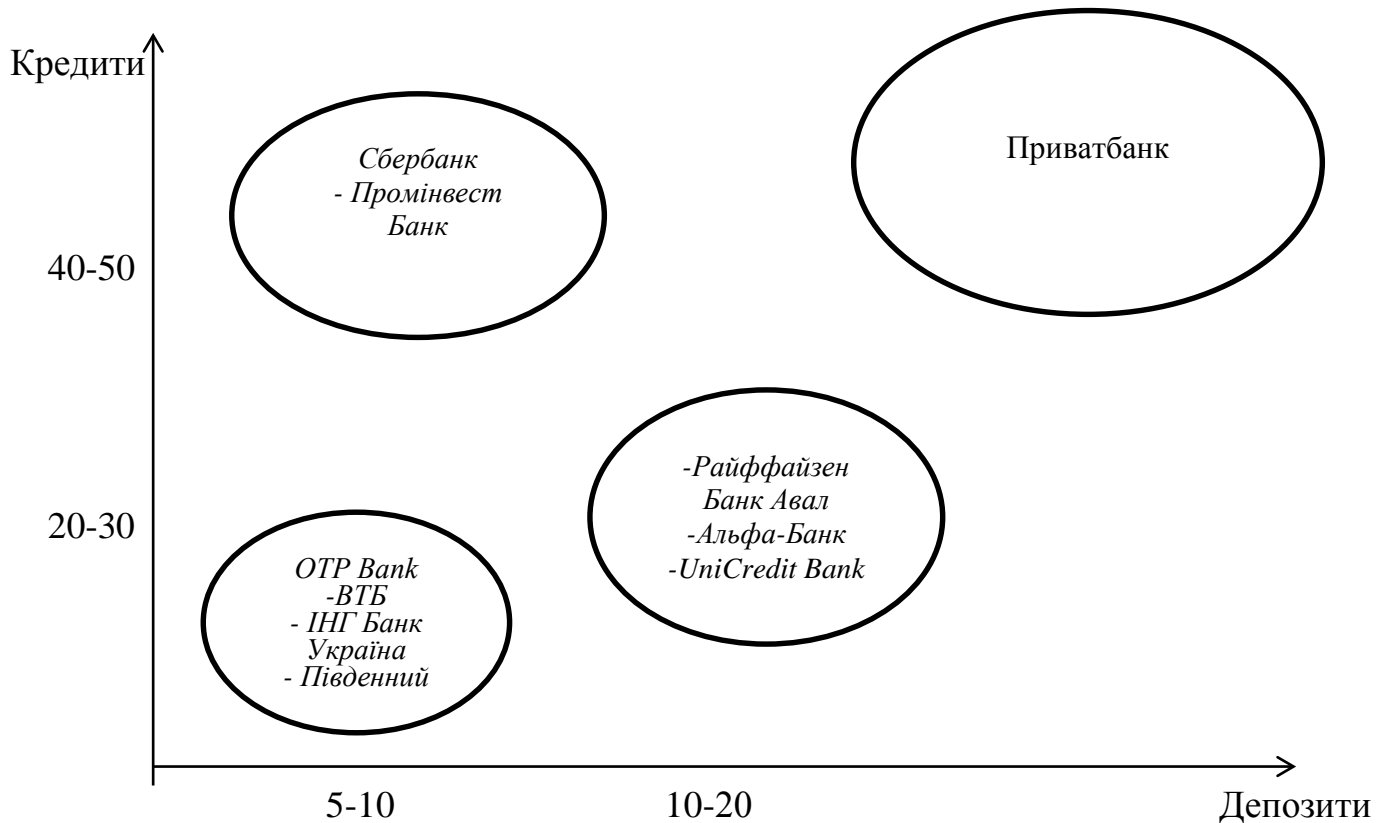 Кредити
Сбербанк
- Промінвест
Банк
Приватбанк
40-50
-Райффайзен
Банк Авал
-Альфа-Банк
-UniCredit Bank
20-30
OTP Bank
-ВТБ
- ІНГ Банк
Україна
- Південний
5-10
10-20
Депозити